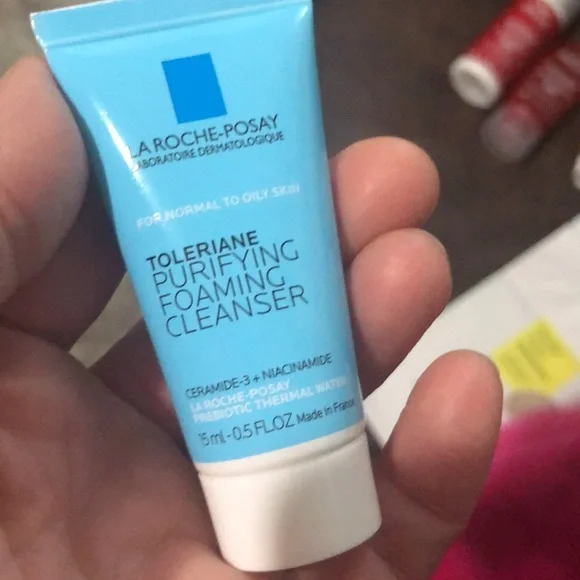 LA ROCHE-POSAY
LABORATOIRE DERMATOLOGIQUE
FOR NORMAL TO OILY SKIN
TOLERIANE
PURIFYING
FOAMING
CLEANSER
CERAMIDE-3 + NIACINAMIDE
LA ROCHE-POSAY
PREBIOTIC THERMAL WATER
15 ml - 0.5 FL.OZ Made in France